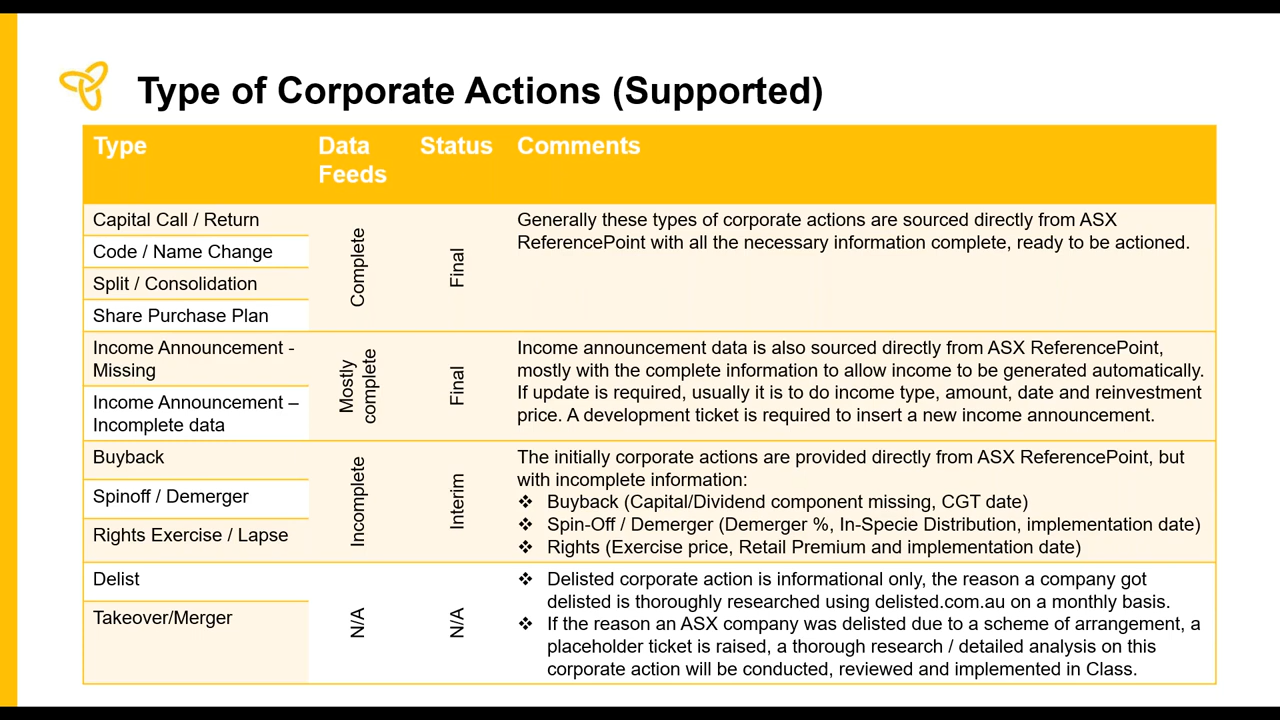 Type of Corporate Actions (Supported)
Type
Data
Feeds
Status
Comments
Capital Call / Return
Code / Name Change
Split / Consolidation
Share Purchase Plan
Complete
Final
Generally these types of corporate actions are sourced directly from ASX
ReferencePoint with all the necessary information complete, ready to be actioned.
Income Announcement -
Missing
Income Announcement –
Incomplete data
Mostly
complete
Final
Income announcement data is also sourced directly from ASX ReferencePoint,
mostly with the complete information to allow income to be generated automatically.
If update is required, usually it is to do income type, amount, date and reinvestment
price. A development ticket is required to insert a new income announcement.
Buyback
Spinoff / Demerger
Rights Exercise / Lapse
Incomplete
Interim
The initially corporate actions are provided directly from ASX ReferencePoint, but
with incomplete information:
❖ Buyback (Capital/Dividend component missing, CGT date)
❖ Spin-Off / Demerger (Demerger %, In-Specie Distribution, implementation date)
❖ Rights (Exercise price, Retail Premium and implementation date)
Delist
Takeover/Merger
N/A
N/A
❖ Delisted corporate action is informational only, the reason a company got
delisted is thoroughly researched using delisted.com.au on a monthly basis.
❖ If the reason an ASX company was delisted due to a scheme of arrangement, a
placeholder ticket is raised, a thorough research / detailed analysis on this
corporate action will be conducted, reviewed and implemented in Class.